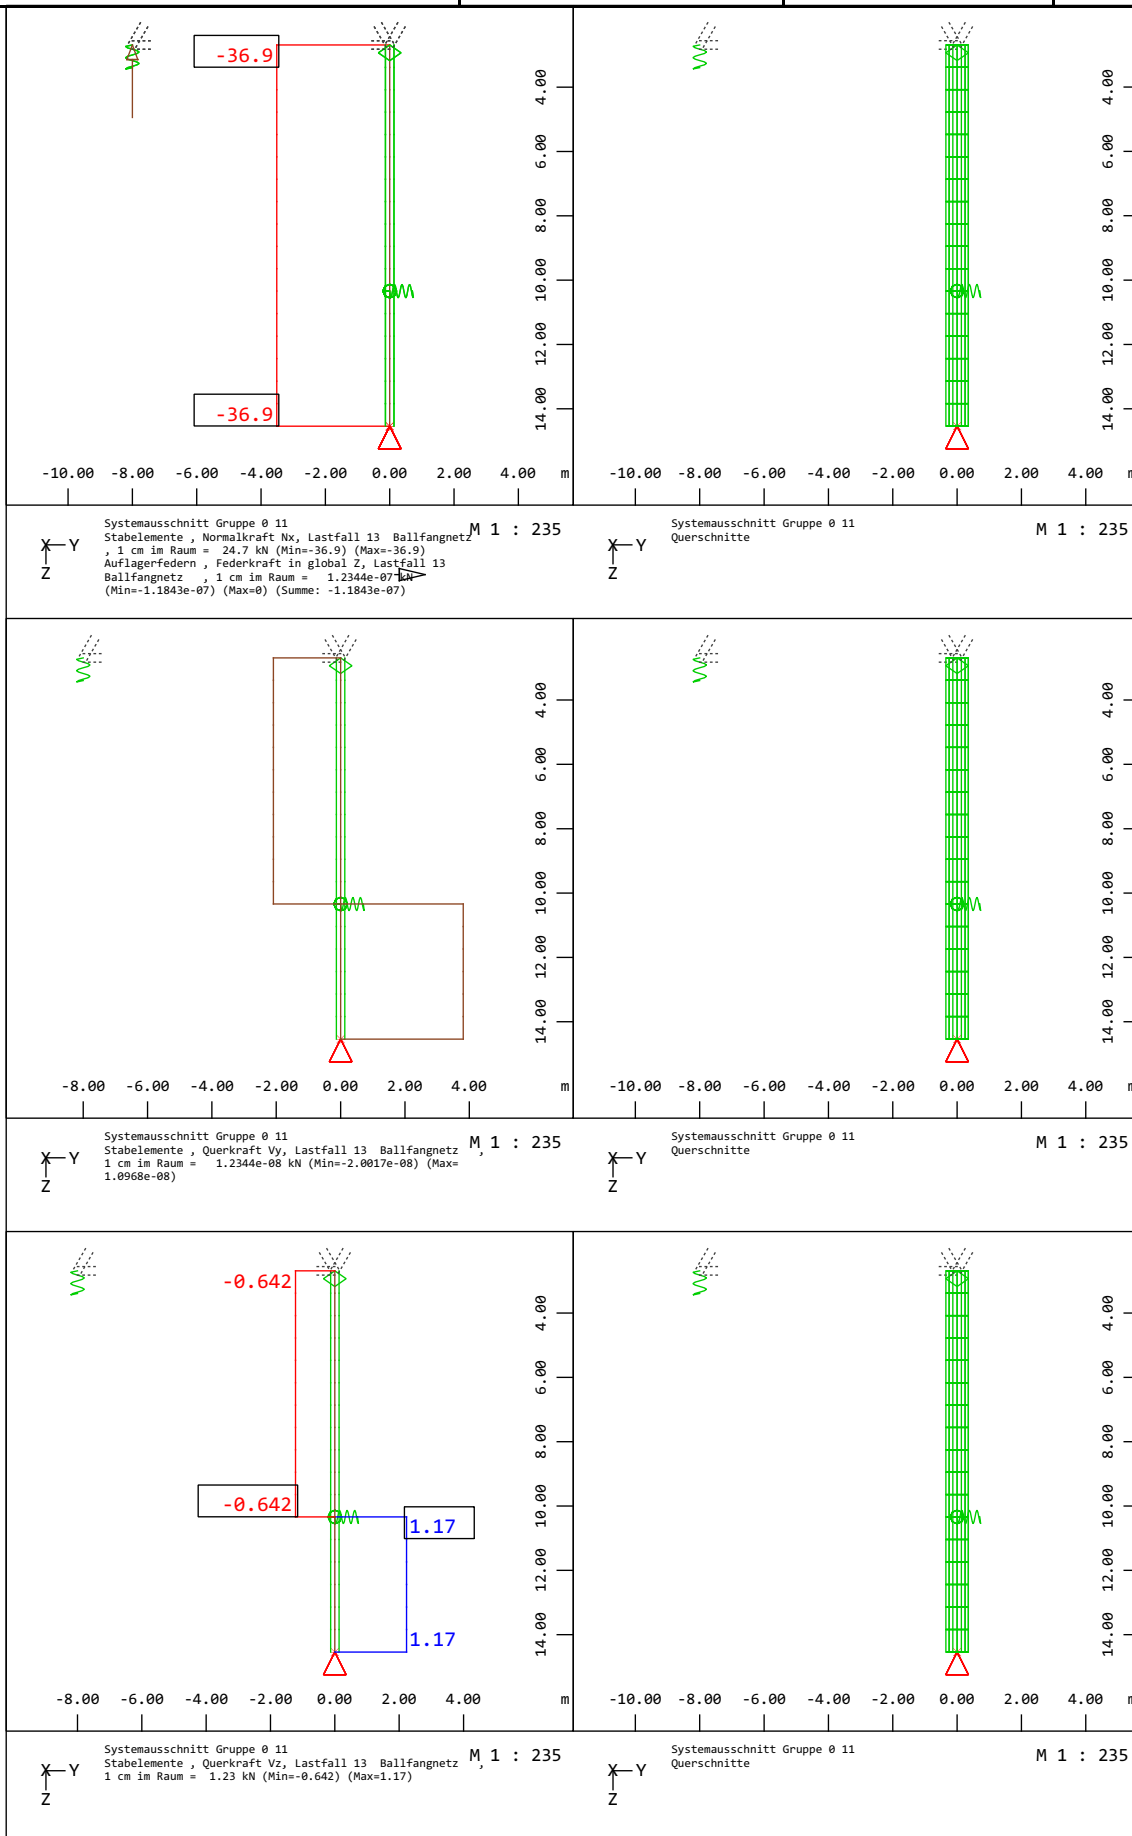 -36.9
-36.9
4.00
6.00
8.00
10.00
12.00
14.00
-10.00 -8.00 -6.00 -4.00 -2.00 0.00 2.00 4.00 m
X Y
Z
Systemausschnitt Gruppe 0 11
Stabelemente , Normalkraft Nx, Lastfall 13 Ballfangnetz
, 1 cm im Raum = 24.7 kN (Min=-36.9) (Max=-36.9)
Auflagerfedern , Federkraft in global Z, Lastfall 13
Ballfangnetz , 1 cm im Raum = 1.2344e-07 kN
(Min=-1.1843e-07) (Max=0) (Summe: -1.1843e-07)
M 1 : 235
4.00
6.00
8.00
10.00
12.00
14.00
-10.00 -8.00 -6.00 -4.00 -2.00 0.00 2.00 4.00
X Y
Z
Systemausschnitt Gruppe 0 11
Querschnitte
M 1 : 235
4.00
6.00
8.00
10.00
12.00
14.00
-8.00 -6.00 -4.00 -2.00 0.00 2.00 4.00 m
X Y
Z
Systemausschnitt Gruppe 0 11
Stabelemente , Querkraft Vy, Lastfall 13 Ballfangnetz ,
1 cm im Raum = 1.2344e-08 kN (Min=-2.0017e-08) (Max=
1.0968e-08)
M 1 : 235
4.00
6.00
8.00
10.00
12.00
14.00
-10.00 -8.00 -6.00 -4.00 -2.00 0.00 2.00 4.00
X Y
Z
Systemausschnitt Gruppe 0 11
Querschnitte
M 1 : 235
-0.642
-0.642
1.17
1.17
4.00
6.00
8.00
10.00
12.00
14.00
-8.00 -6.00 -4.00 -2.00 0.00 2.00 4.00 m
X Y
Z
Systemausschnitt Gruppe 0 11
Stabelemente , Querkraft Vz, Lastfall 13 Ballfangnetz ,
1 cm im Raum = 1.23 kN (Min=-0.642) (Max=1.17)
M 1 : 235
4.00
6.00
8.00
10.00
12.00
14.00
-10.00 -8.00 -6.00 -4.00 -2.00 0.00 2.00 4.00
X Y
Z
Systemausschnitt Gruppe 0 11
Querschnitte
M 1 : 235